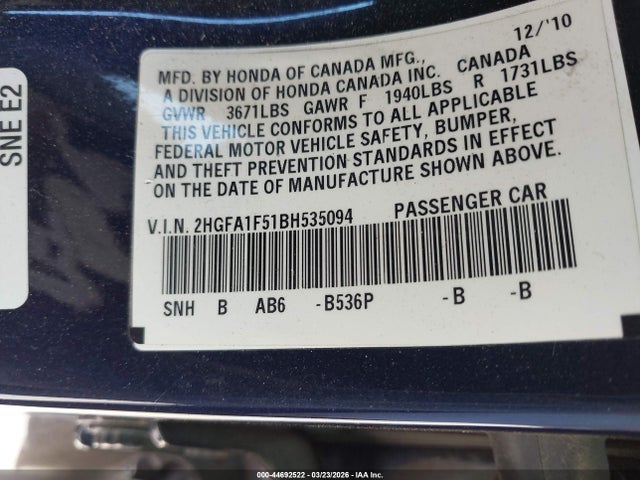 SNE E2
12/'10
MFD. BY HONDA OF CANADA MFG.,
A DIVISION OF HONDA CANADA INC. CANADA
GVWR 3671LBS GAWR F 1940LBS R 1731LBS
THIS VEHICLE CONFORMS TO ALL APPLICABLE
FEDERAL MOTOR VEHICLE SAFETY, BUMPER,
AND THEFT PREVENTION STANDARDS IN EFFECT
ON THE DATE OF MANUFACTURE SHOWN ABOVE.
V.I.N. 2HGFA1F51BH535094 PASSENGER CAR
SNH B AB6 -B536P -B -B
000-44692522 - 03/23/2026 - IAA Inc.